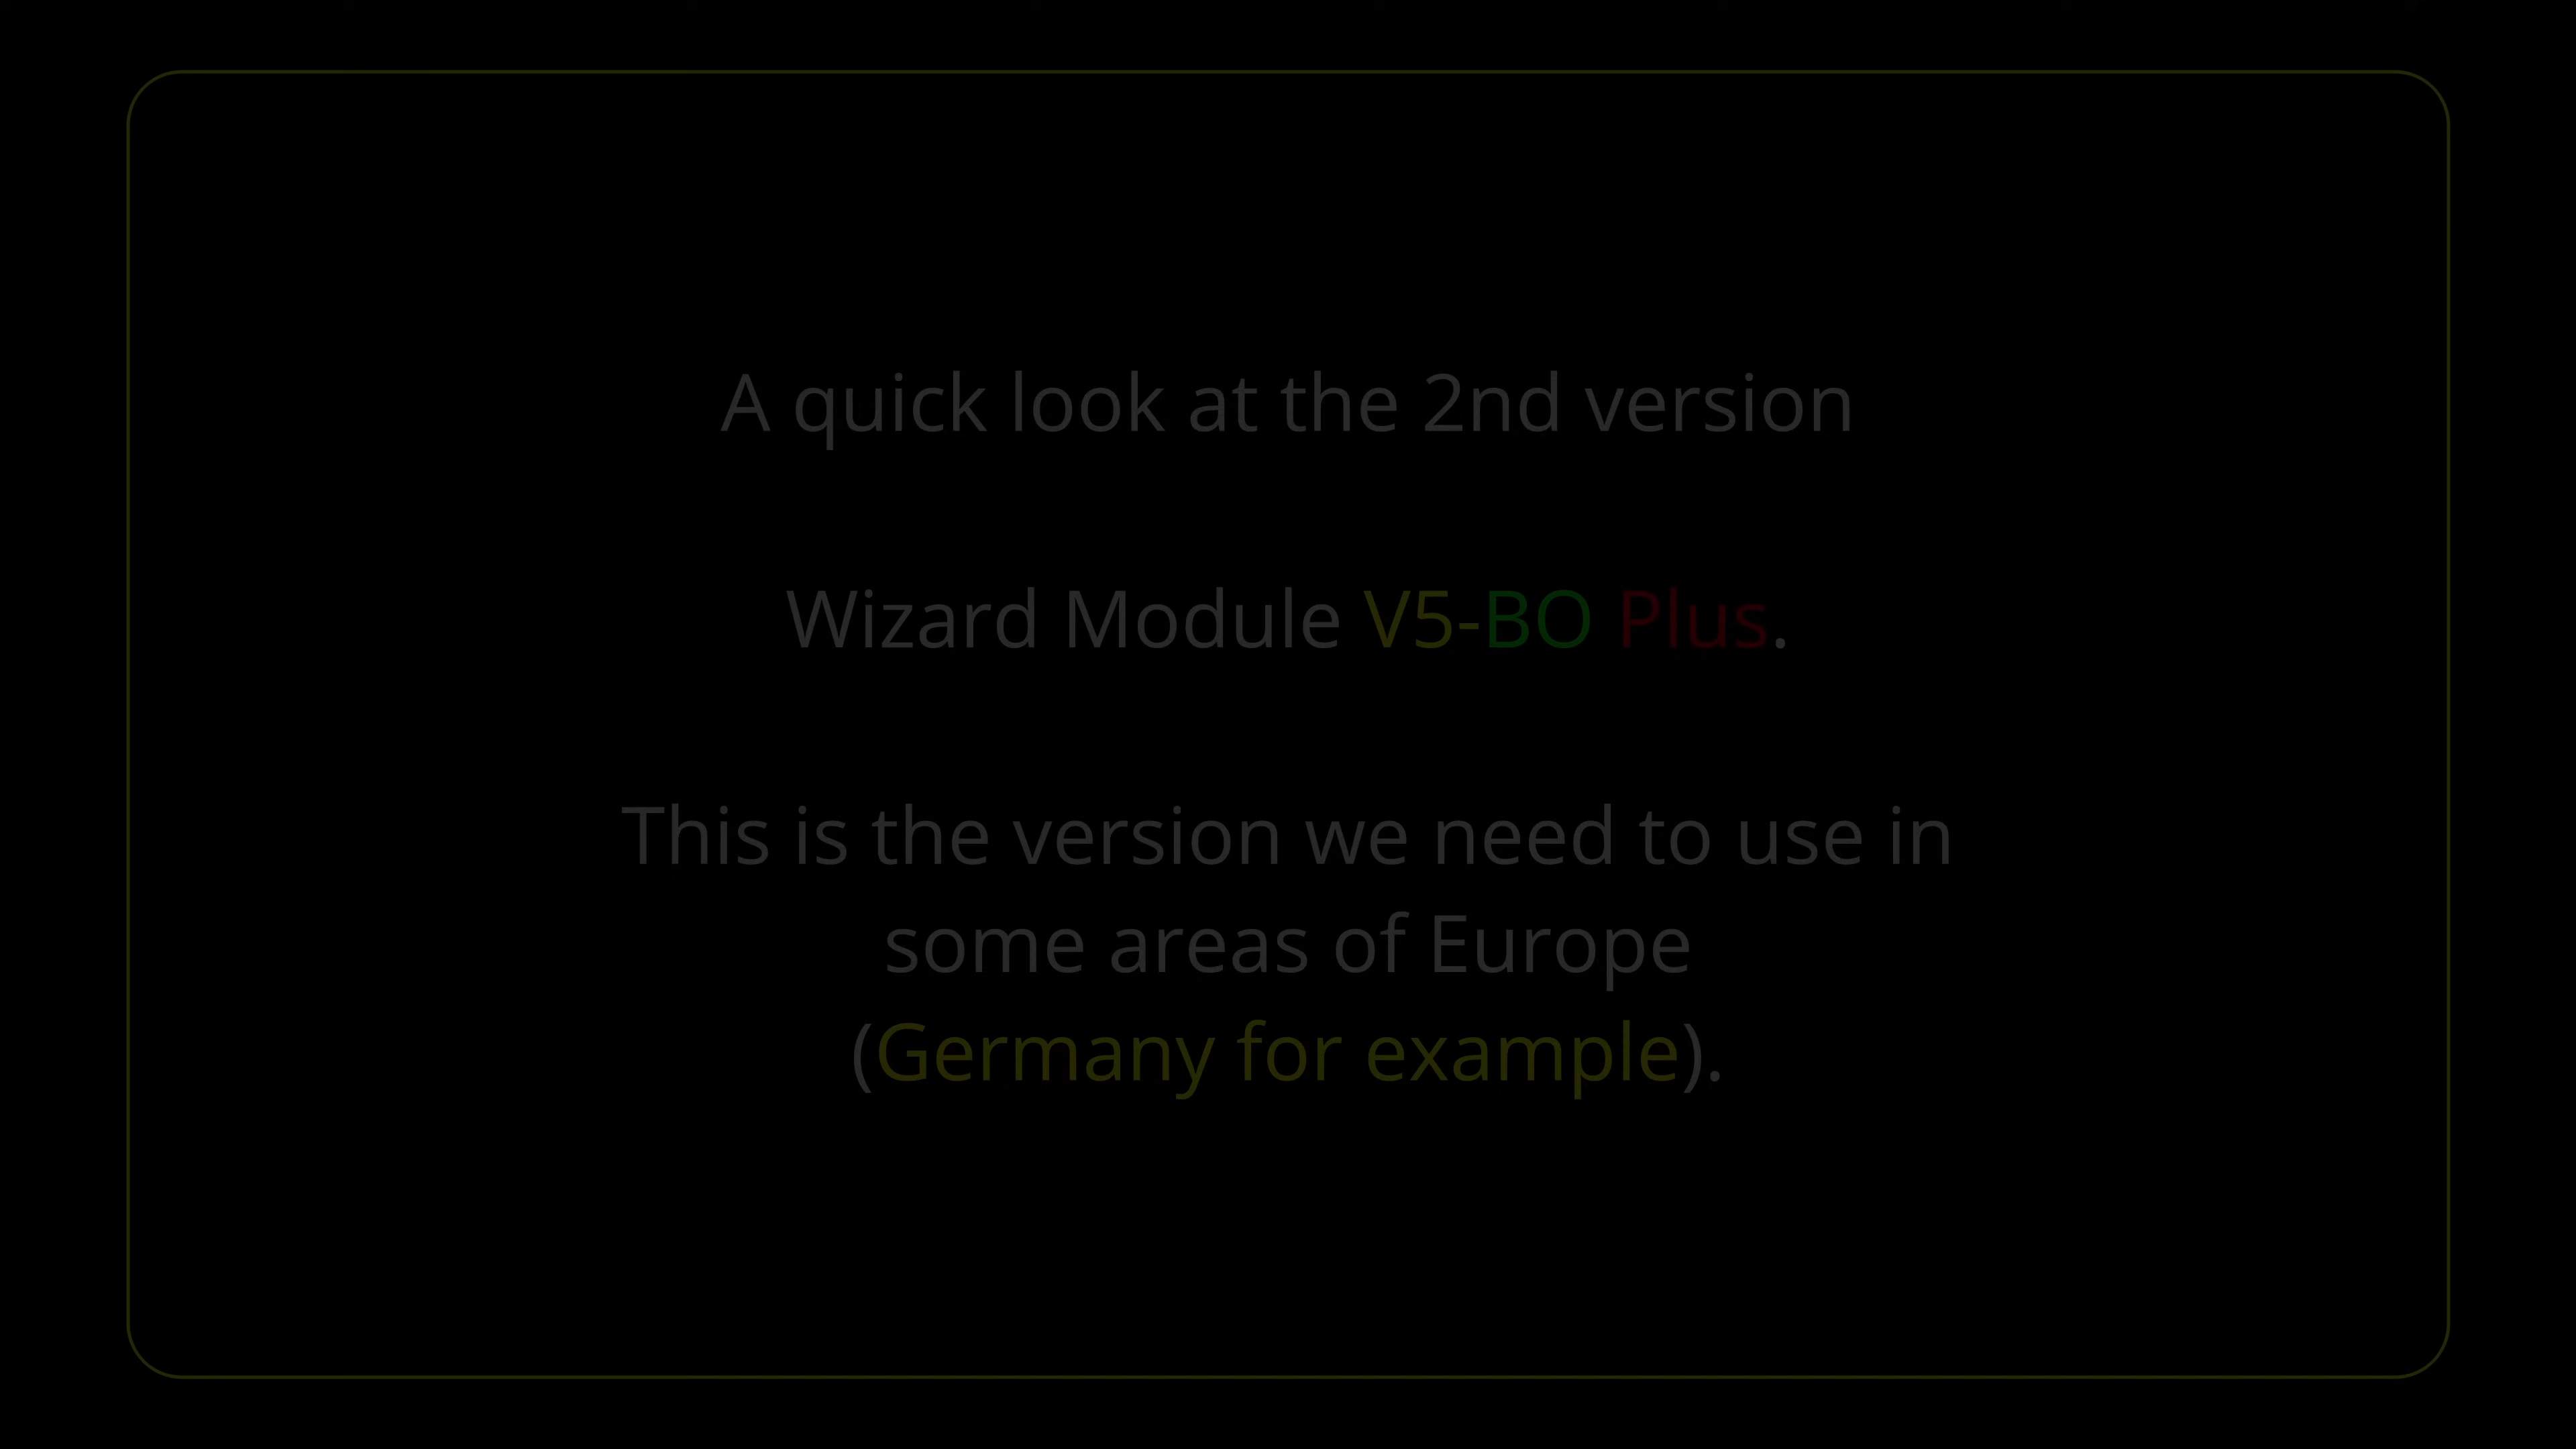 A quick look at the 2nd version
Wizard Module V5-BO Plus.
This is the version we need to use in
some areas of Europe
(Germany for example).